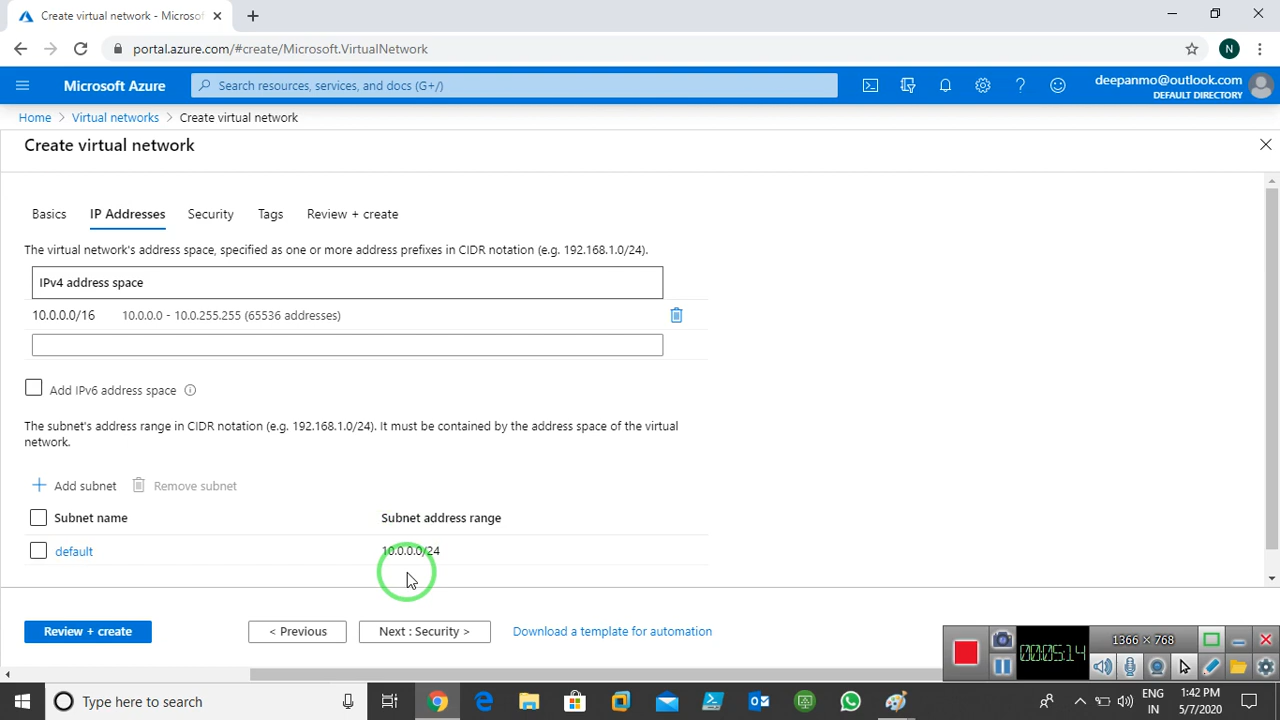 Create virtual network - Microsof
portal.azure.com/#create/Microsoft.VirtualNetwork
N
Microsoft Azure
Search resources, services, and docs (G+/)
deepanmo@outlook.com
DEFAULT DIRECTORY
Home > Virtual networks > Create virtual network
Create virtual network
Basics IP Addresses Security Tags Review + create
The virtual network's address space, specified as one or more address prefixes in CIDR notation (e.g. 192.168.1.0/24).
IPv4 address space
10.0.0.0/16 10.0.0.0 - 10.0.255.255 (65536 addresses)
Add IPv6 address space
The subnet's address range in CIDR notation (e.g. 192.168.1.0/24). It must be contained by the address space of the virtual
network.
+ Add subnet Remove subnet
Subnet name Subnet address range
default 10.0.0.0/24
Review + create < Previous Next : Security > Download a template for automation
1366 × 768
00:05:14
Type here to search
ENG
IN
1:42 PM
5/7/2020